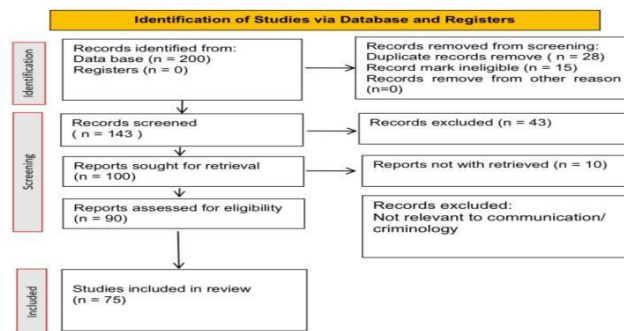 Identification of Studies via Database and Registers
Identification
Records identified from:
Data base (n = 200)
Registers (n = 0)
Records removed from screening:
Duplicate records remove ( n = 28)
Record mark ineligible (n = 15)
Records remove from other reason
(n=0)
Screening
Records screened
( n = 143 )
Records excluded (n = 43)
Reports sought for retrieval
(n = 100)
Reports not with retrieved (n = 10)
Reports assessed for eligibility
(n = 90)
Records excluded:
Not relevant to communication/
criminology
Included
Studies included in review
(n = 75)